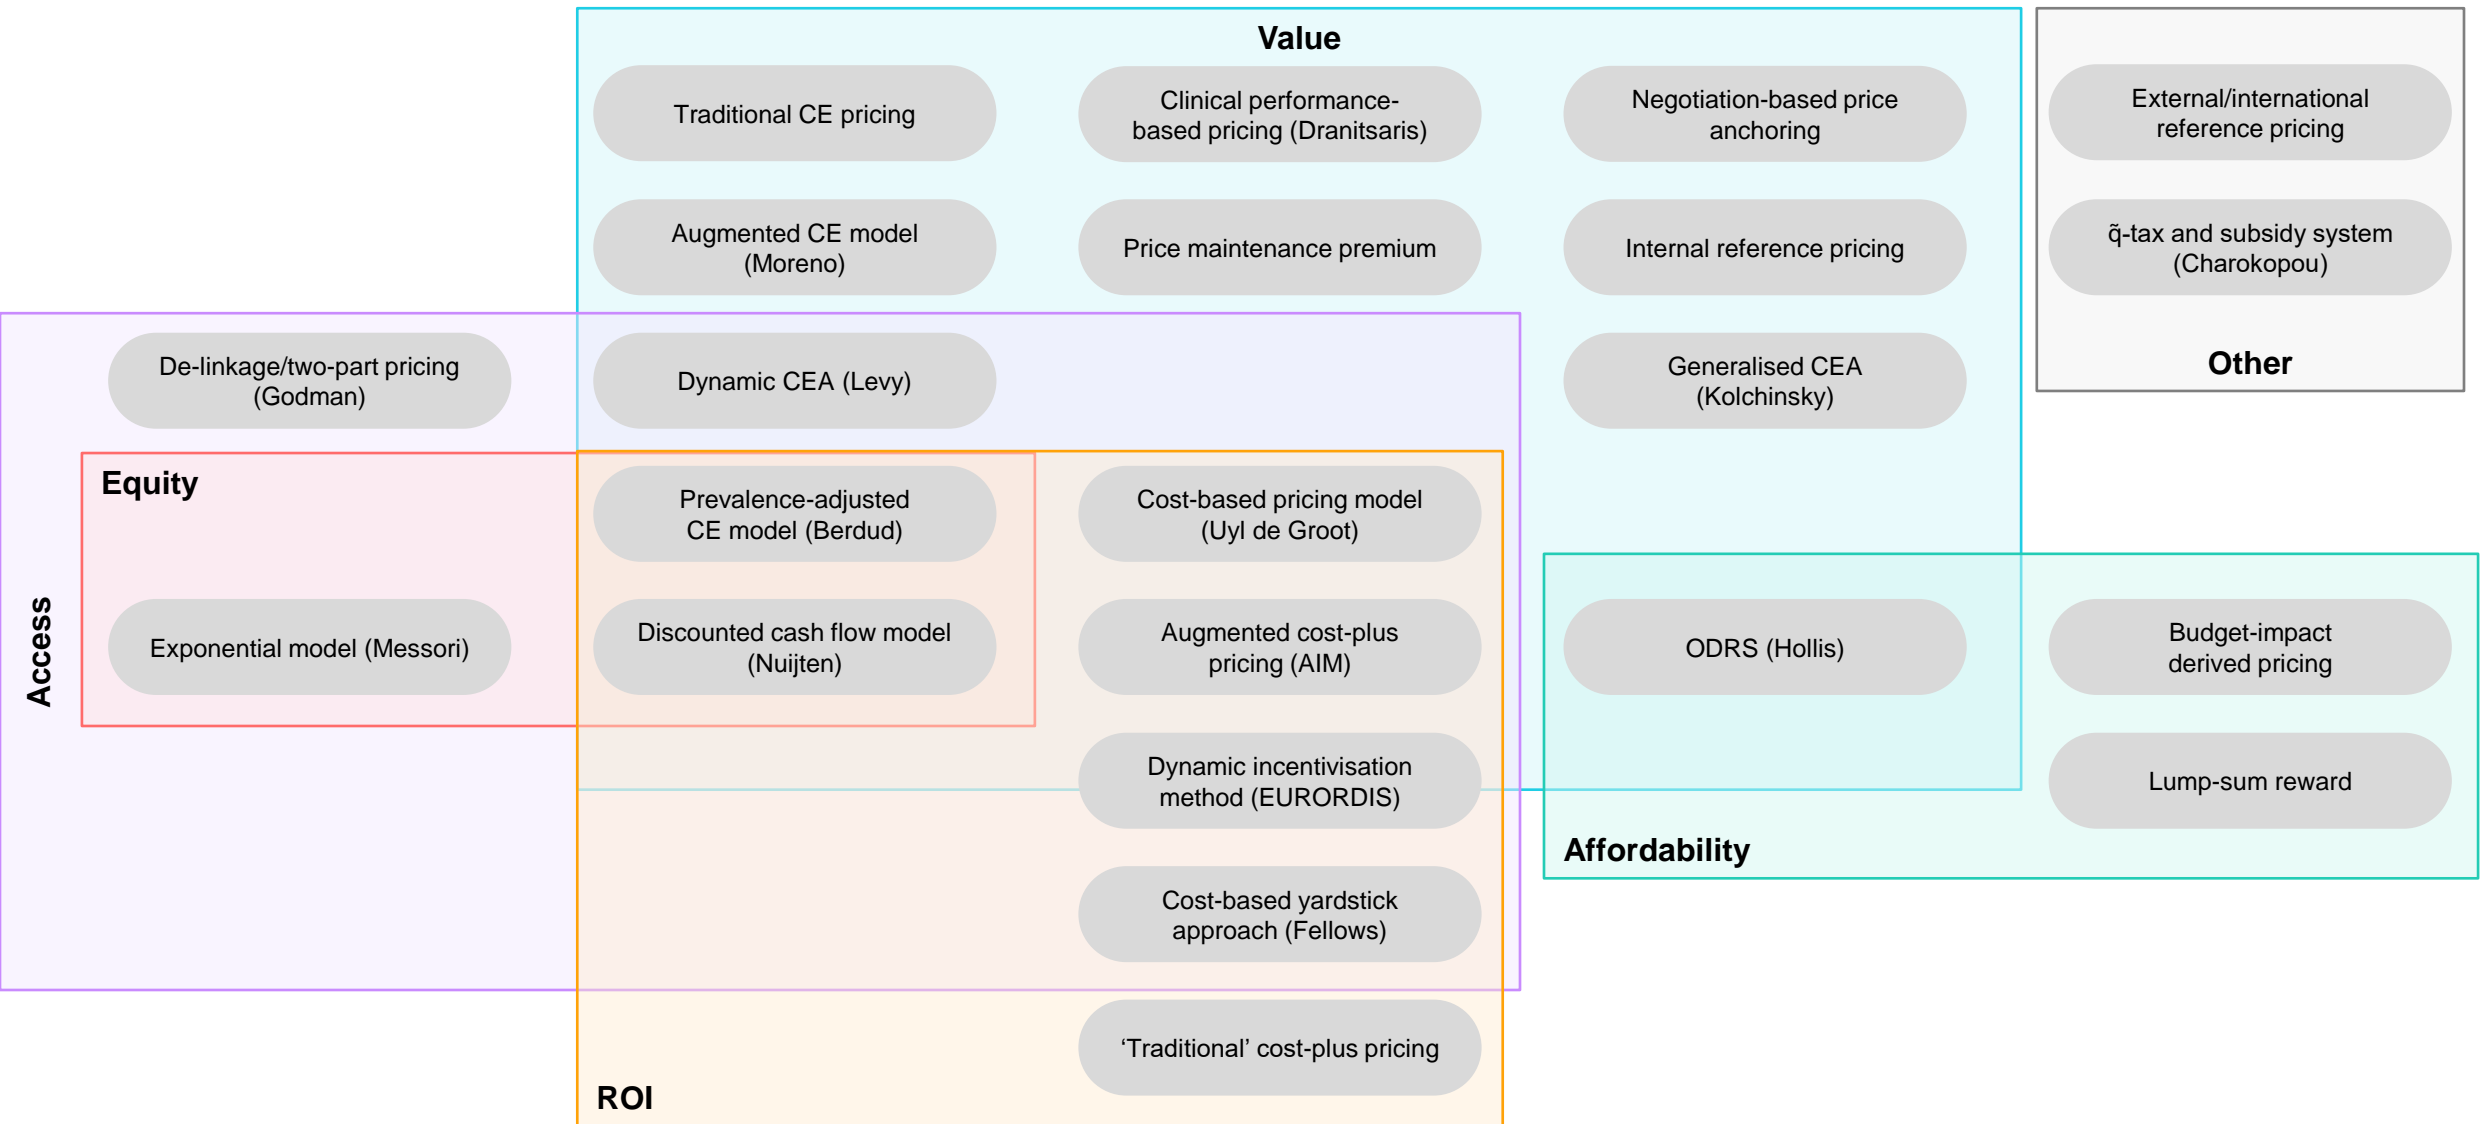 Value
Traditional CE pricing
Clinical performance-
based pricing (Dranitsaris)
Negotiation-based price
anchoring
External/international
reference pricing
Augmented CE model
(Moreno)
Price maintenance premium
Internal reference pricing
q̃-tax and subsidy system
(Charokopou)
De-linkage/two-part pricing
(Godman)
Dynamic CEA (Levy)
Generalised CEA
(Kolchinsky)
Other
Equity
Prevalence-adjusted
CE model (Berdud)
Cost-based pricing model
(Uyl de Groot)
Access
Exponential model (Messori)
Discounted cash flow model
(Nuijten)
Augmented cost-plus
pricing (AIM)
ODRS (Hollis)
Budget-impact
derived pricing
Dynamic incentivisation
method (EURORDIS)
Lump-sum reward
Affordability
Cost-based yardstick
approach (Fellows)
‘Traditional’ cost-plus pricing
ROI